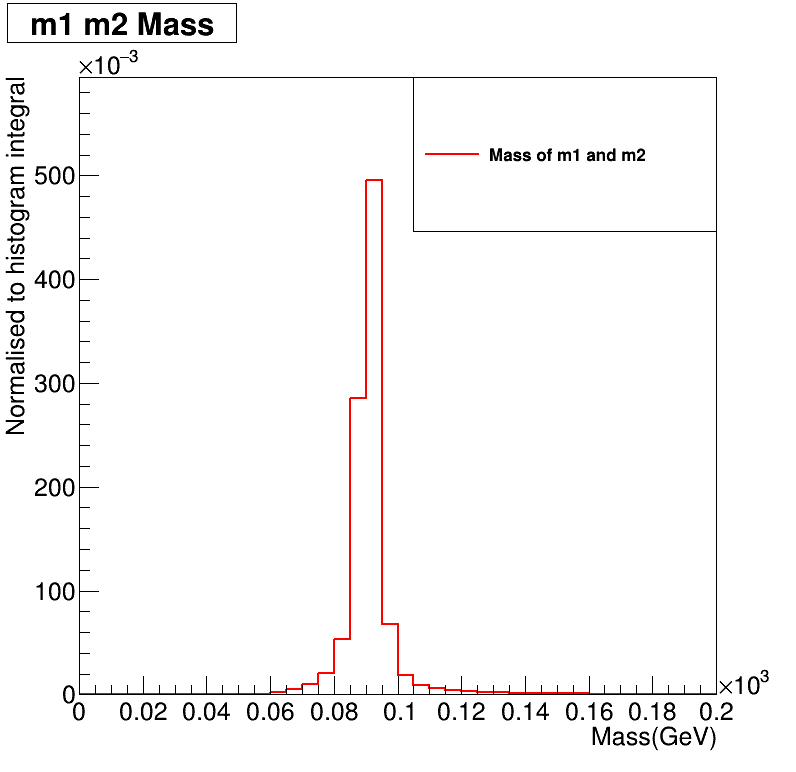 m1 m2 Mass
×10⁻³
Normalised to histogram integral
Mass of m1 and m2
500
400
300
200
100
0
0 0.02 0.04 0.06 0.08 0.1 0.12 0.14 0.16 0.18 0.2
×10³
Mass(GeV)